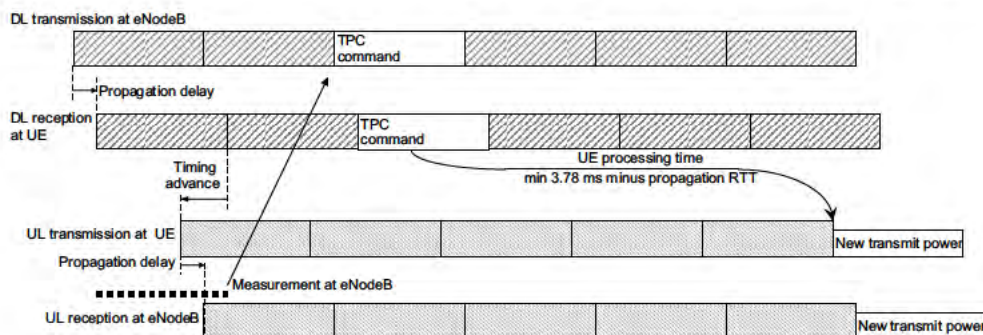 DL transmission at eNodeB
TPC
command
Propagation delay
DL reception
at UE
TPC
command
UE processing time
Timing
advance
min 3.78 ms minus propagation RTT
UL transmission at UE
New transmit power
Propagation delay
Measurement at eNodeB
UL reception at eNodeB
New transmit power